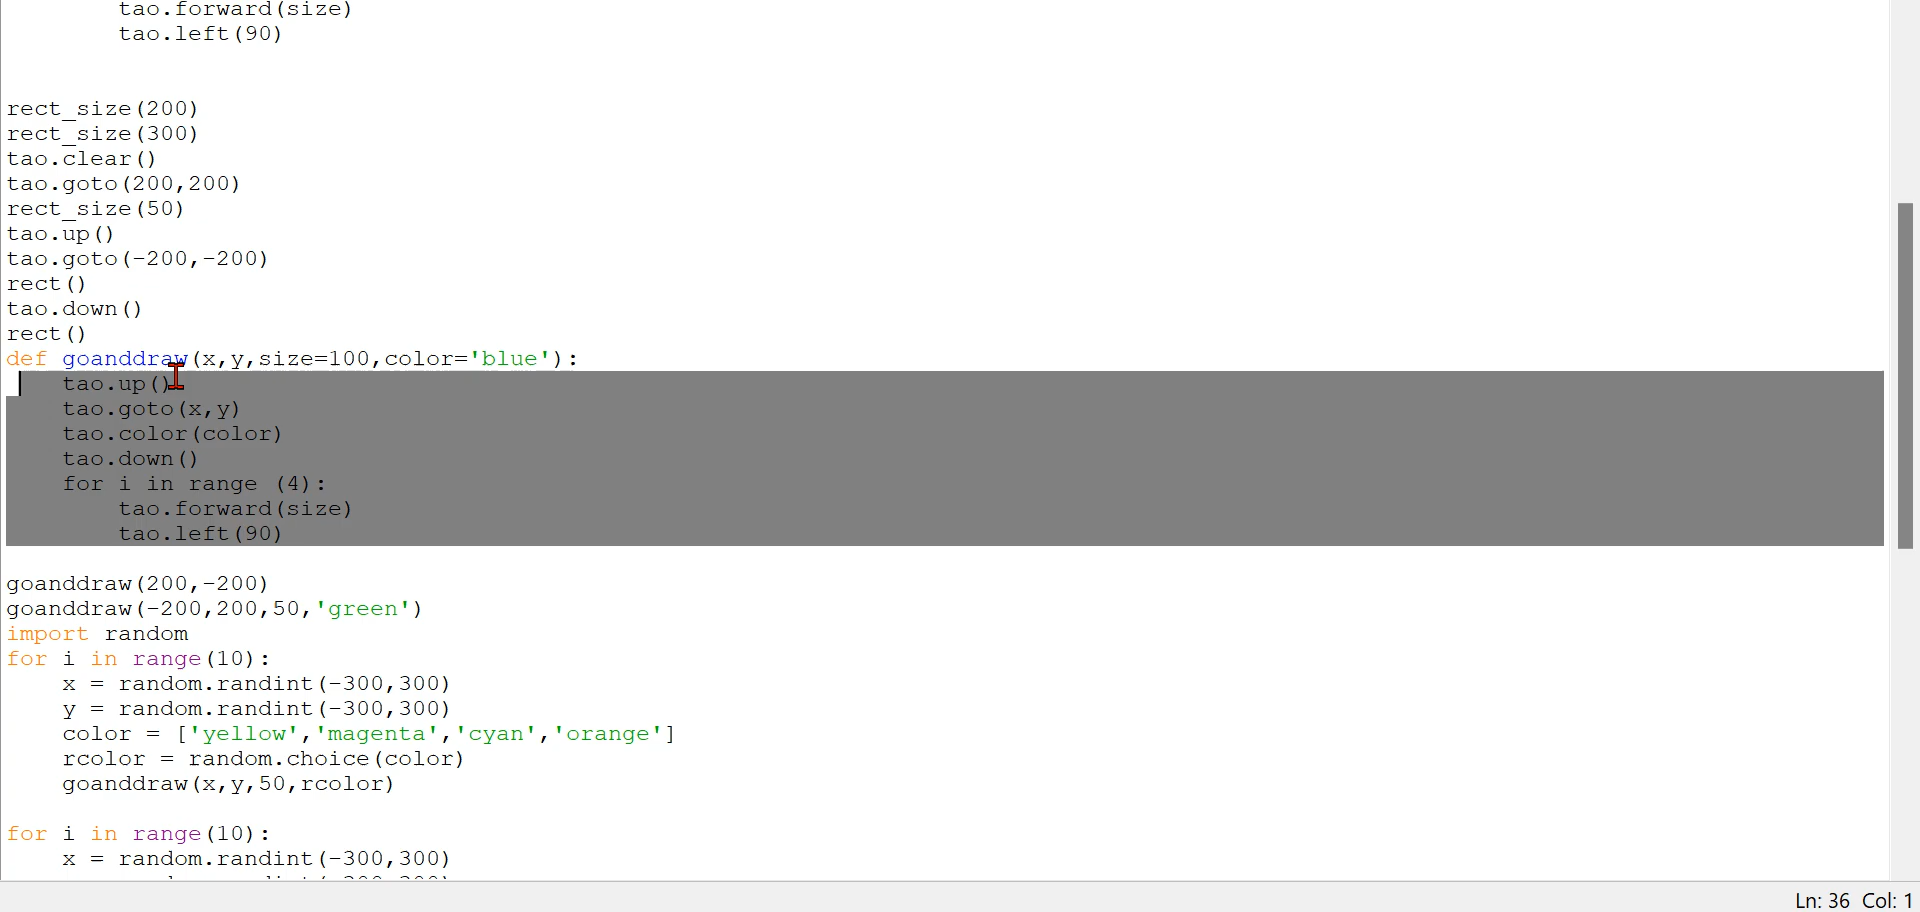 tao.forward(size)
        tao.left(90)
rect_size(200)
rect_size(300)
tao.clear()
tao.goto(200,200)
rect_size(50)
tao.up()
tao.goto(-200,-200)
rect()
tao.down()
rect()
def goanddraw(x,y,size=100,color='blue'):
    tao.up()
    tao.goto(x,y)
    tao.color(color)
    tao.down()
    for i in range (4):
        tao.forward(size)
        tao.left(90)
goanddraw(200,-200)
goanddraw(-200,200,50,'green')
import random
for i in range(10):
    x = random.randint(-300,300)
    y = random.randint(-300,300)
    color = ['yellow','magenta','cyan','orange']
    rcolor = random.choice(color)
    goanddraw(x,y,50,rcolor)
for i in range(10):
    x = random.randint(-300,300)
Ln: 36 Col: 1